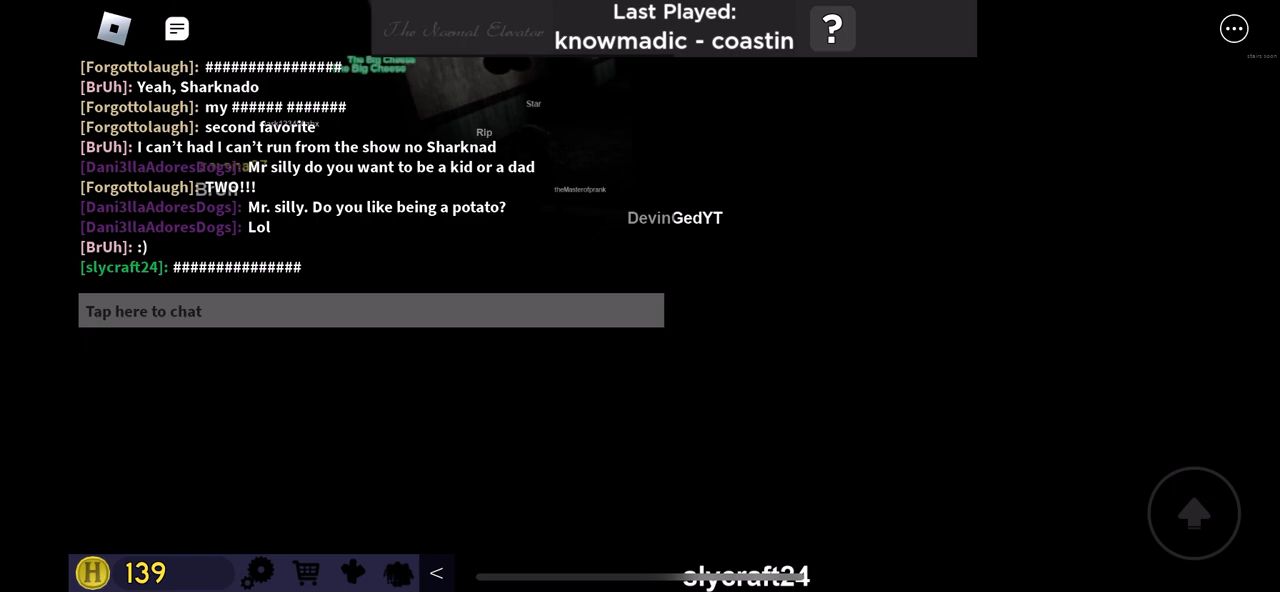 Last Played:
The Normal Elevator
knowmadic - coastin
?
stairs soon
The Big Cheese
[Forgottolaugh]: ################
[BrUh]: Yeah, Sharknado
[Forgottolaugh]: my ###### #######
Star
[Forgottolaugh]: second favorite
Rip
[BrUh]: I can’t had I can’t run from the show no Sharknad
[Dani3llaAdoresDogs]: Mr silly do you want to be a kid or a dad
[Forgottolaugh]: TWO!!!
BrUh
theMasterofprank
[Dani3llaAdoresDogs]: Mr. silly. Do you like being a potato?
DevinGedYT
[Dani3llaAdoresDogs]: Lol
[BrUh]: :)
[slycraft24]: ###############
Tap here to chat
H 139
<
slycraft24